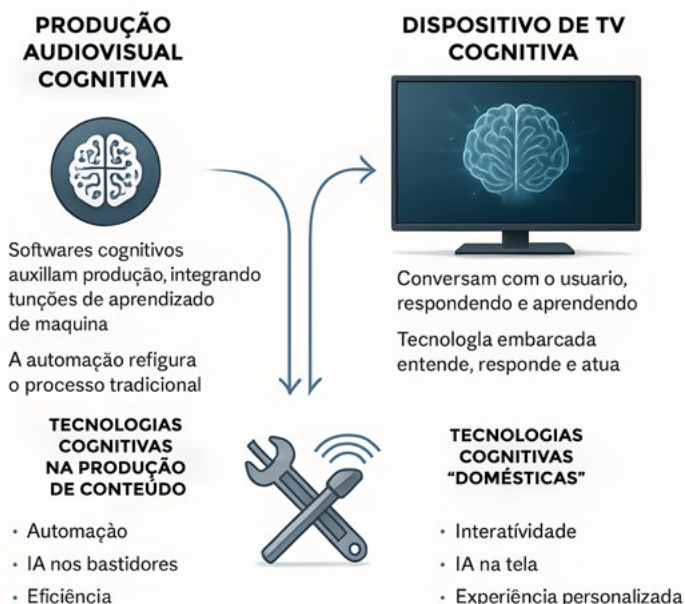 PRODUÇÃO
AUDIOVISUAL
COGNITIVA
Softwares cognitivos
auxillam produção, integrando
tunções de aprendizado
de maquina
A automação refigura
o processo tradicional
DISPOSITIVO DE TV
COGNITIVA
Conversam com o usuario,
respondendo e aprendendo
Tecnologla embarcada
entende, responde e atua
TECNOLOGIAS
COGNITIVAS
NA PRODUÇÃO
DE CONTEÚDO
• Automaçào
• IA nos bastidores
• Eficiência
TECNOLOGIAS
COGNITIVAS
“DOMÉSTICAS”
• Interatívidade
• IA na tela
• Experiência personalizada